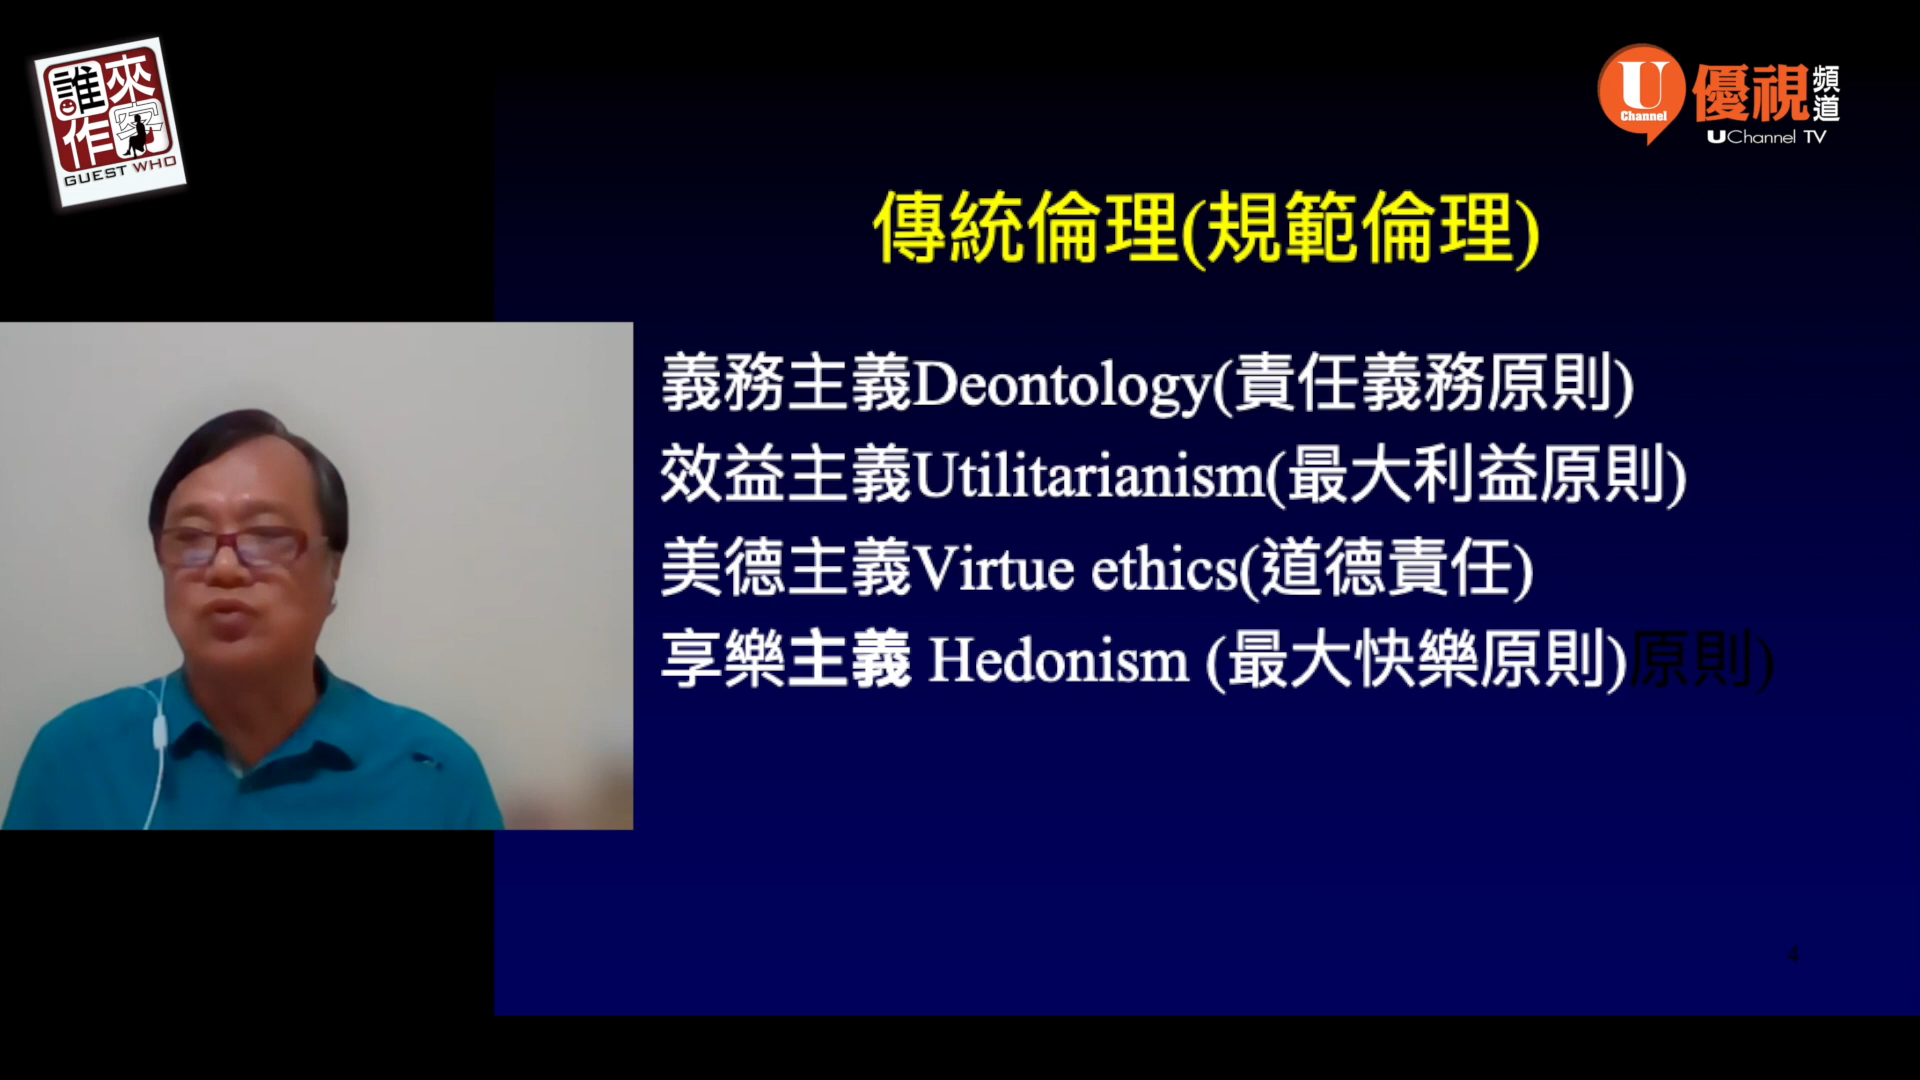 誰來作客
GUEST WHO
U Channel
優視頻道
UChannel TV
傳統倫理(規範倫理)
義務主義Deontology(責任義務原則)
效益主義Utilitarianism(最大利益原則)
美德主義Virtue ethics(道德責任)
享樂主義 Hedonism (最大快樂原則)原則)
4